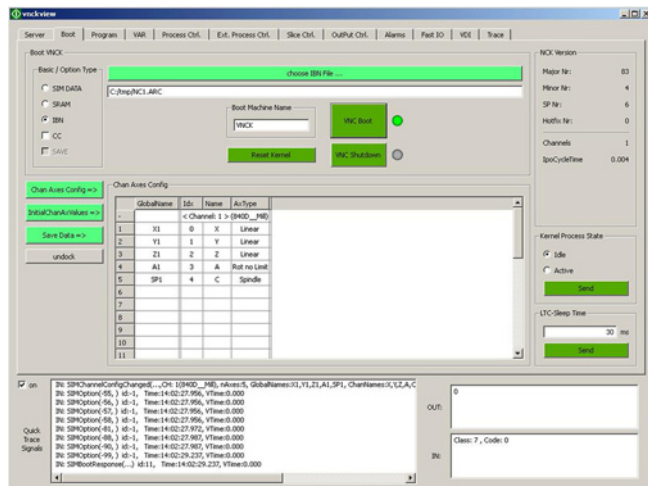 vnckview
Server Boot Program VAR Process Ctrl. Ext. Process Ctrl. Slice Ctrl. OutPut Ctrl. Alarms Fast IO VDI Trace
Boot VNCK
Basic / Option Type
SIM DATA
SRAM
IBN
CC
SAVE
choose IBN File ...
C:/tmp/NC1.ARC
Boot Machine Name
VNCK
VNC Boot
Reset Kernel
VNC Shutdown
NCK Version
Major Nr: 83
Minor Nr: 4
SP Nr: 6
Hotfix Nr: 0
Channels 1
IpoCycleTime 0.004
Chan Axes Config =>
InitialChanAxValues =>
Save Data =>
undock
Chan Axes Config
GlobalName Idx Name AxType
- < Channel: 1 > (840D__Mill)
1 X1 0 X Linear
2 Y1 1 Y Linear
3 Z1 2 Z Linear
4 A1 3 A Rot no Limit
5 SP1 4 C Spindle
6
7
8
9
10
11
Kernel Process State
Idle
Active
Send
LTC-Sleep Time
30 ms
Send
on
Quick
Trace
Signals
IN: SIMChannelConfigChanged(...,CH: 1(840D__Mill), nAxes:5, GlobalNames:X1,Y1,Z1,A1,SP1, ChanNames:X,Y,Z,A,C
IN: SIMOption(-55, ) id:-1, Time:14:02:27.956, VTime:0.000
IN: SIMOption(-56, ) id:-1, Time:14:02:27.956, VTime:0.000
IN: SIMOption(-57, ) id:-1, Time:14:02:27.956, VTime:0.000
IN: SIMOption(-58, ) id:-1, Time:14:02:27.956, VTime:0.000
IN: SIMOption(-81, ) id:-1, Time:14:02:27.972, VTime:0.000
IN: SIMOption(-88, ) id:-1, Time:14:02:27.987, VTime:0.000
IN: SIMOption(-90, ) id:-1, Time:14:02:27.987, VTime:0.000
IN: SIMOption(-99, ) id:-1, Time:14:02:29.237, VTime:0.000
IN: SIMBootResponse(...) id:11, Time:14:02:29.237, VTime:0.000
OUT:
0
IN:
Class: 7 , Code: 0